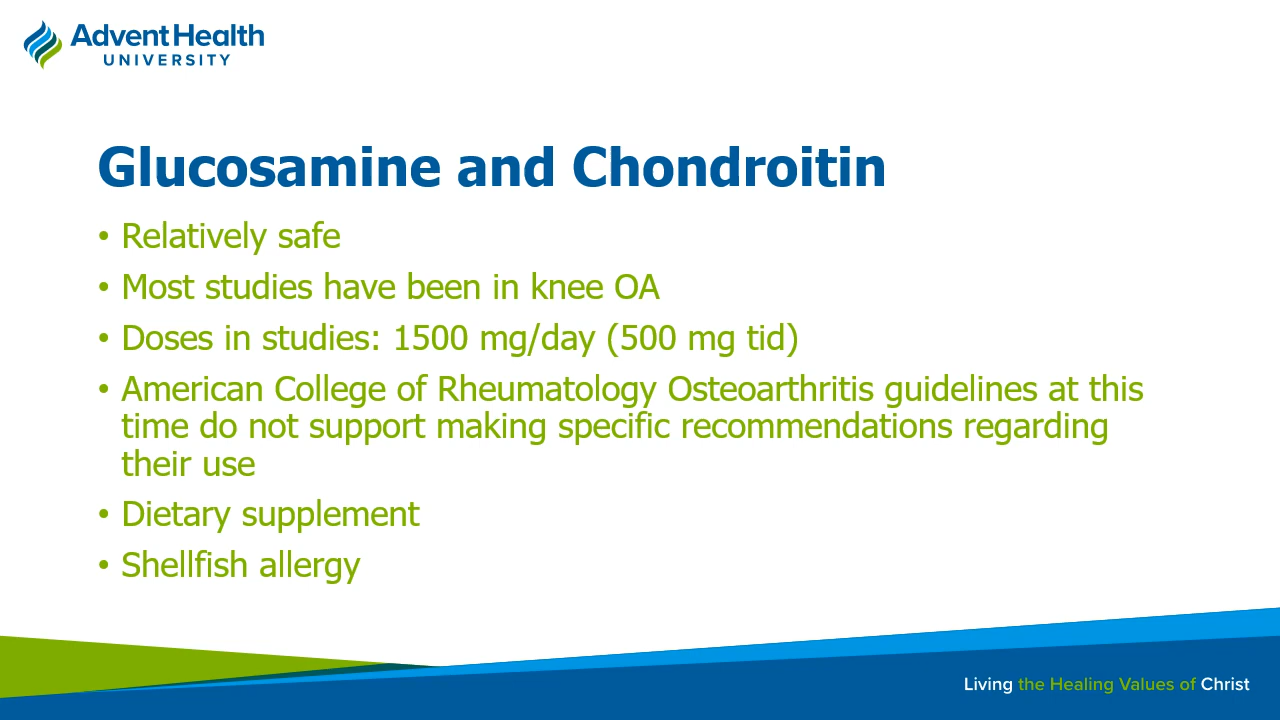 AdventHealth
UNIVERSITY
Glucosamine and Chondroitin
• Relatively safe
• Most studies have been in knee OA
• Doses in studies: 1500 mg/day (500 mg tid)
• American College of Rheumatology Osteoarthritis guidelines at this
time do not support making specific recommendations regarding
their use
• Dietary supplement
• Shellfish allergy
Living the Healing Values of Christ